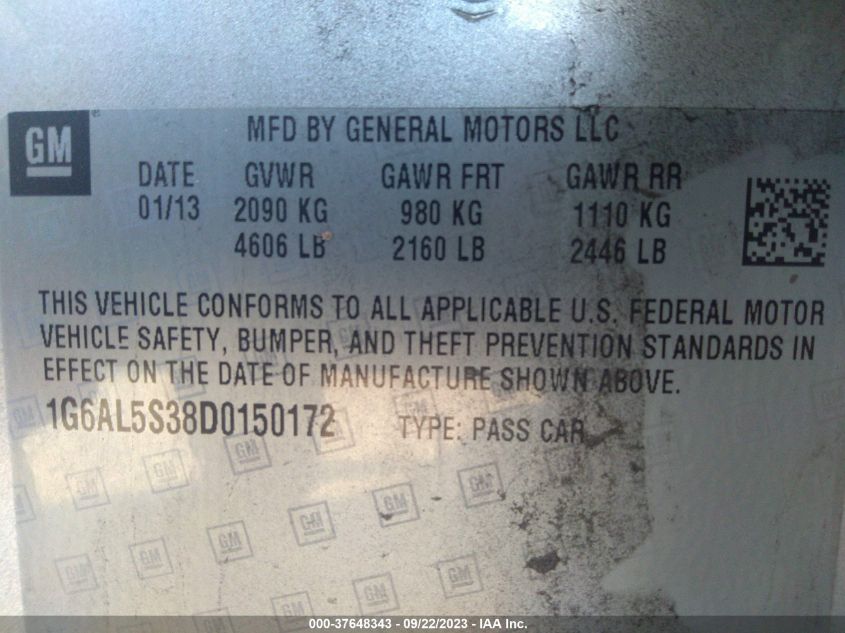 GM®
MFD BY GENERAL MOTORS LLC
DATE GVWR GAWR FRT GAWR RR
01/13 2090 KG 980 KG 1110 KG
4606 LB 2160 LB 2446 LB
THIS VEHICLE CONFORMS TO ALL APPLICABLE U.S. FEDERAL MOTOR
VEHICLE SAFETY, BUMPER, AND THEFT PREVENTION STANDARDS IN
EFFECT ON THE DATE OF MANUFACTURE SHOWN ABOVE.
1G6AL5S38D0150172 TYPE: PASS CAR
000-37648343 - 09/22/2023 - IAA Inc.